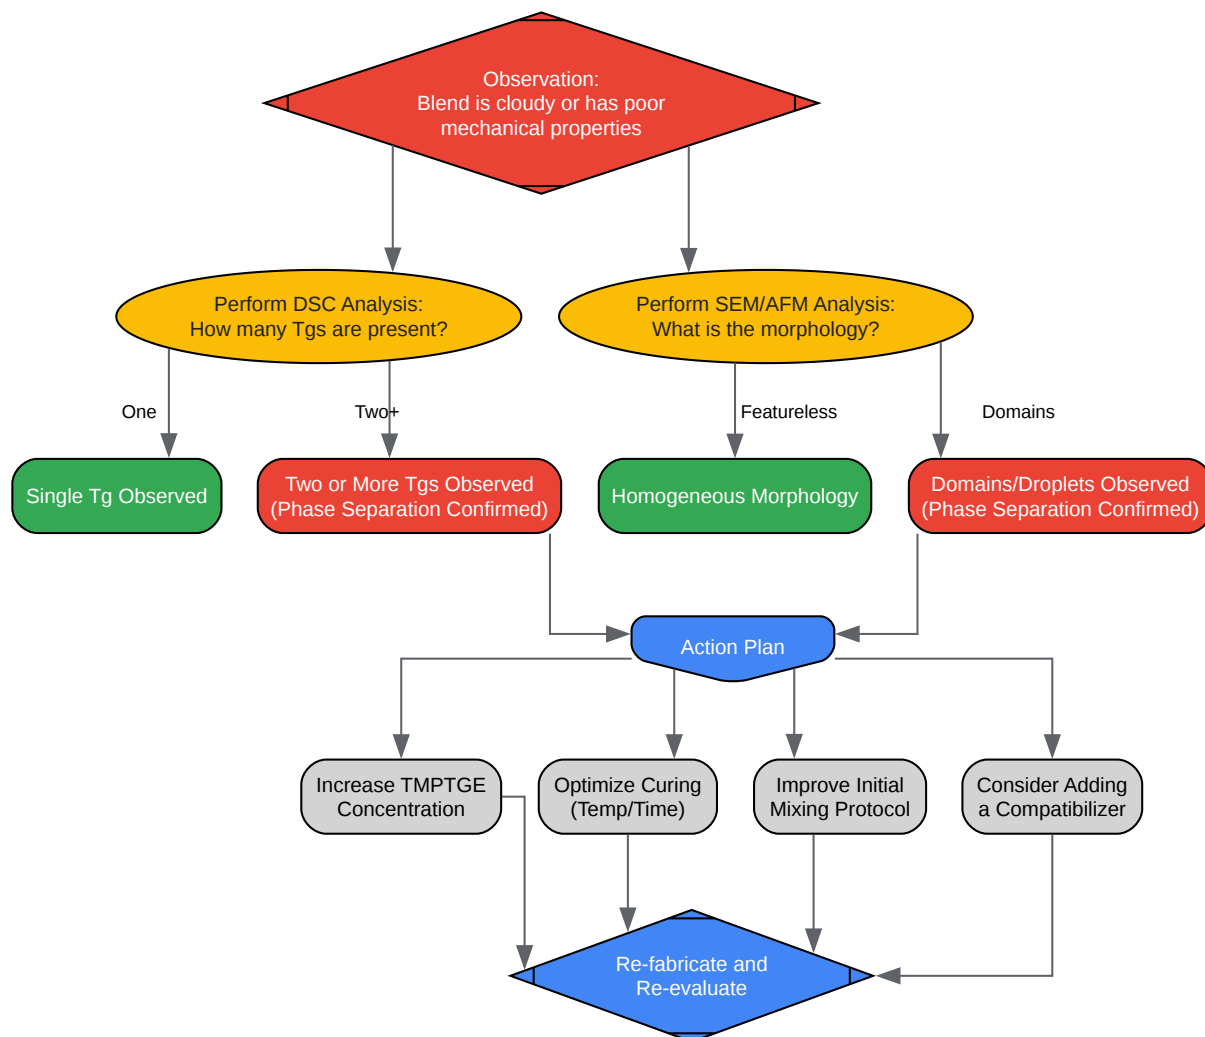 Observation:
Blend is cloudy or has poor
mechanical properties
Perform DSC Analysis:
How many Tgs are present?
Perform SEM/AFM Analysis:
What is the morphology?
One
Two+
Featureless
Domains
Single Tg Observed
Two or More Tgs Observed
(Phase Separation Confirmed)
Homogeneous Morphology
Domains/Droplets Observed
(Phase Separation Confirmed)
Action Plan
Increase TMPTGE
Concentration
Optimize Curing
(Temp/Time)
Improve Initial
Mixing Protocol
Consider Adding
a Compatibilizer
Re-fabricate and
Re-evaluate